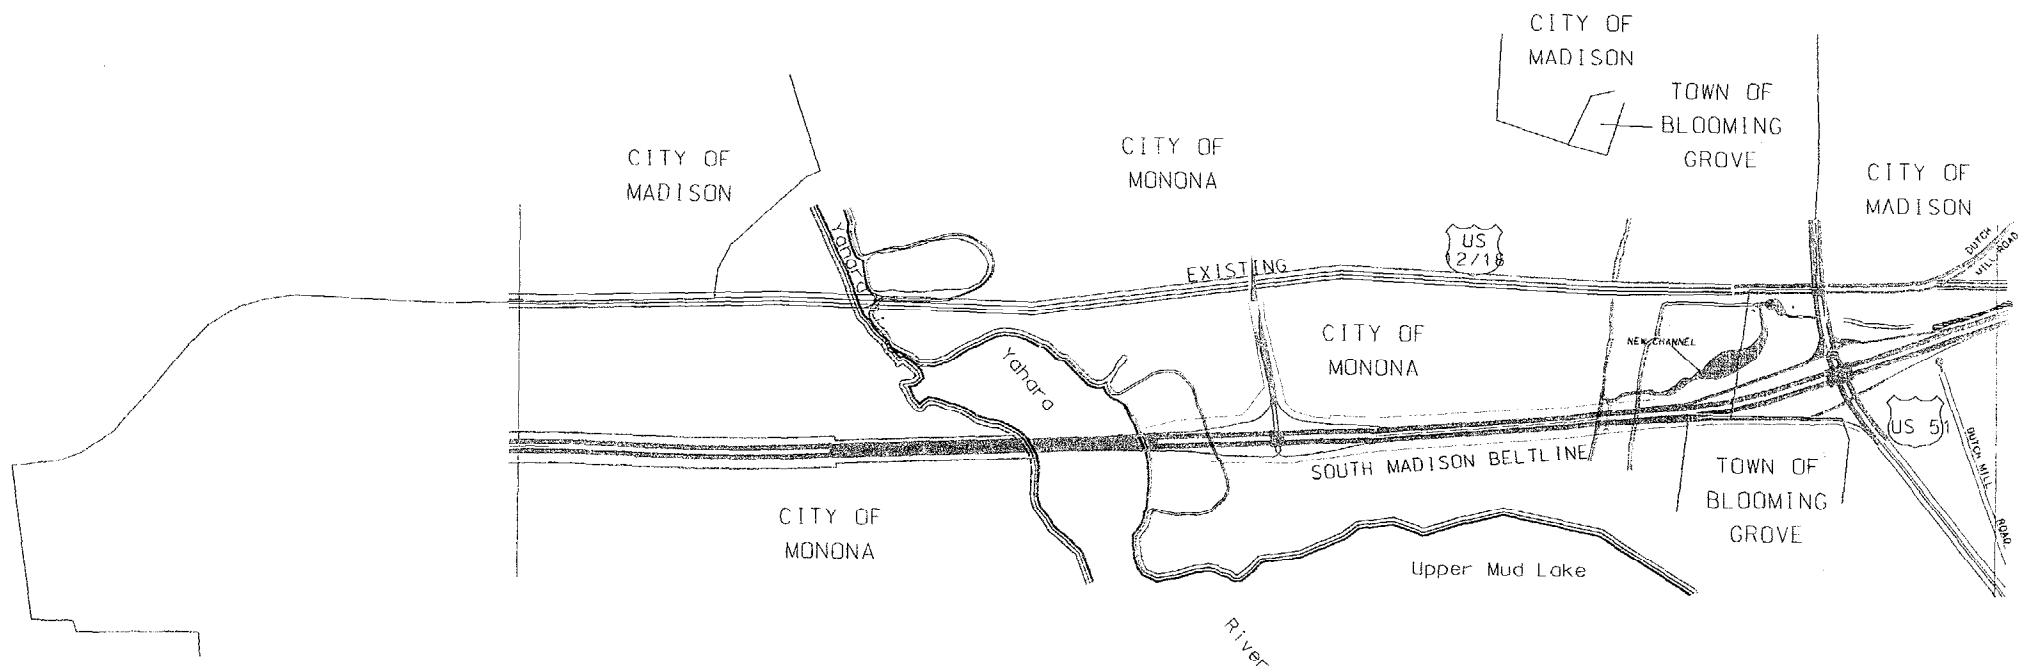 CITY OF
MADISON
TOWN OF
BLOOMING
GROVE
CITY OF
MONONA
CITY OF
MADISON
CITY OF
MADISON
Yahara
US
12/18
EXISTING
DUTCH
MILL ROAD
CITY OF
MONONA
NEW CHANNEL
Yahara
US 51
DUTCH MILL
ROAD
SOUTH MADISON BELTLINE
TOWN OF
BLOOMING
GROVE
CITY OF
MONONA
Upper Mud Lake
River